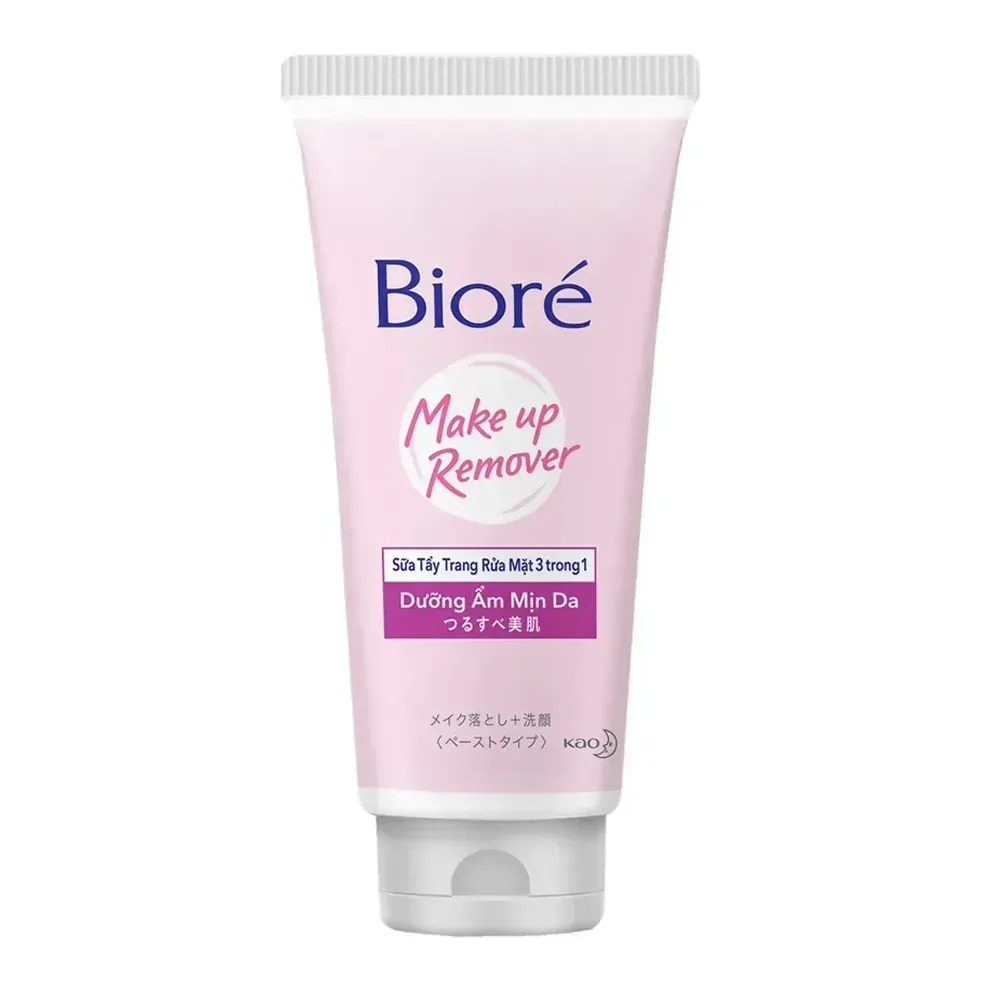 Bioré
Make up
Remover
Sữa Tẩy Trang Rửa Mặt 3 trong 1
Dưỡng Ẩm Mịn Da
つるすべ美肌
メイク落とし＋洗顔
〈ペーストタイプ〉 Kao